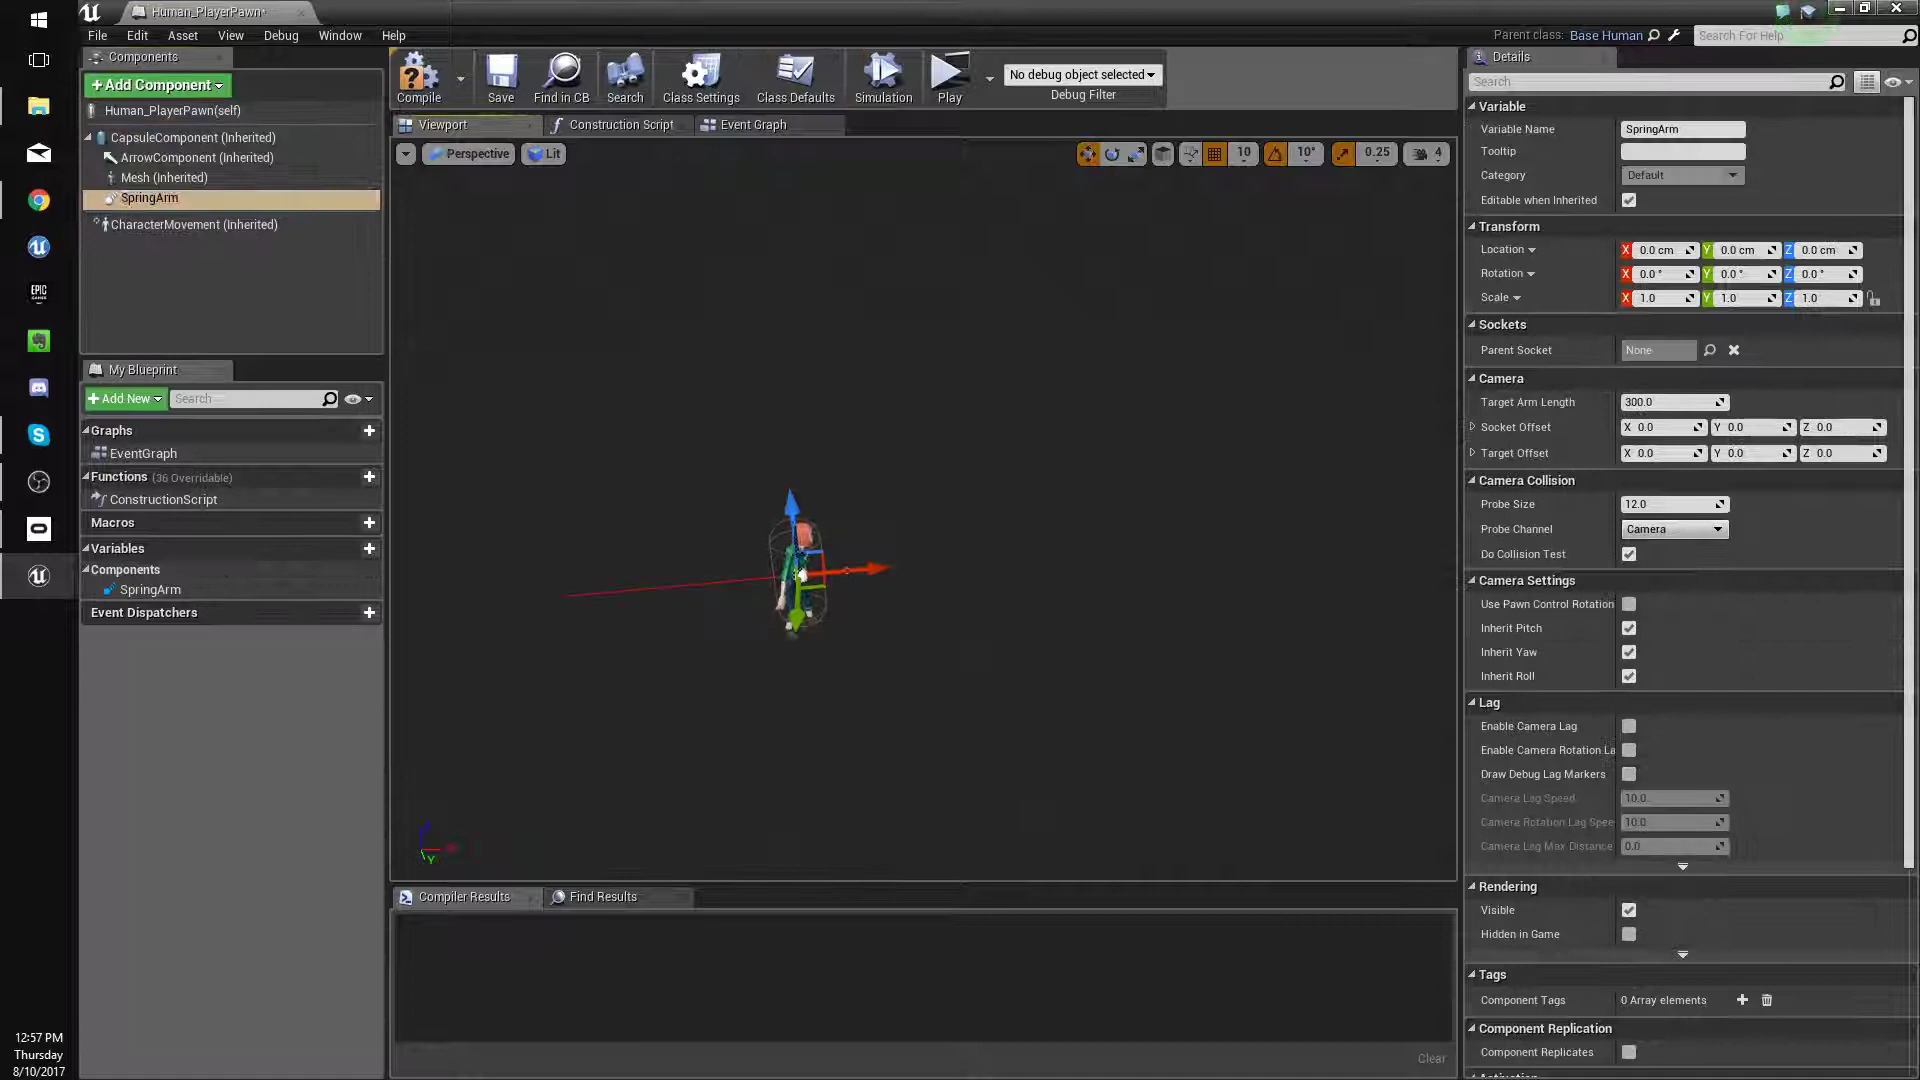 Human_PlayerPawn*
File Edit Asset View Debug Window Help
Parent class: Base Human
Search For Help
Components
+Add Component
Human_PlayerPawn(self)
CapsuleComponent (Inherited)
ArrowComponent (Inherited)
Mesh (Inherited)
SpringArm
CharacterMovement (Inherited)
My Blueprint
+Add New
Search
Graphs
EventGraph
Functions (36 Overridable)
ConstructionScript
Macros
Variables
Components
SpringArm
Event Dispatchers
Compile
Save
Find in CB
Search
Class Settings
Class Defaults
Simulation
Play
No debug object selected
Debug Filter
Viewport
Construction Script
Event Graph
Perspective
Lit
10
10°
0.25
4
Z
Y
Compiler Results
Find Results
Clear
Details
Search
Variable
Variable Name SpringArm
Tooltip
Category Default
Editable when Inherited
Transform
Location X 0.0 cm Y 0.0 cm Z 0.0 cm
Rotation X 0.0 ° Y 0.0 ° Z 0.0 °
Scale X 1.0 Y 1.0 Z 1.0
Sockets
Parent Socket None
Camera
Target Arm Length 300.0
Socket Offset X 0.0 Y 0.0 Z 0.0
Target Offset X 0.0 Y 0.0 Z 0.0
Camera Collision
Probe Size 12.0
Probe Channel Camera
Do Collision Test
Camera Settings
Use Pawn Control Rotation
Inherit Pitch
Inherit Yaw
Inherit Roll
Lag
Enable Camera Lag
Enable Camera Rotation La
Draw Debug Lag Markers
Camera Lag Speed 10.0
Camera Rotation Lag Spee 10.0
Camera Lag Max Distance 0.0
Rendering
Visible
Hidden in Game
Tags
Component Tags 0 Array elements
Component Replication
Component Replicates
EPIC
GAMES
12:57 PM
Thursday
8/10/2017